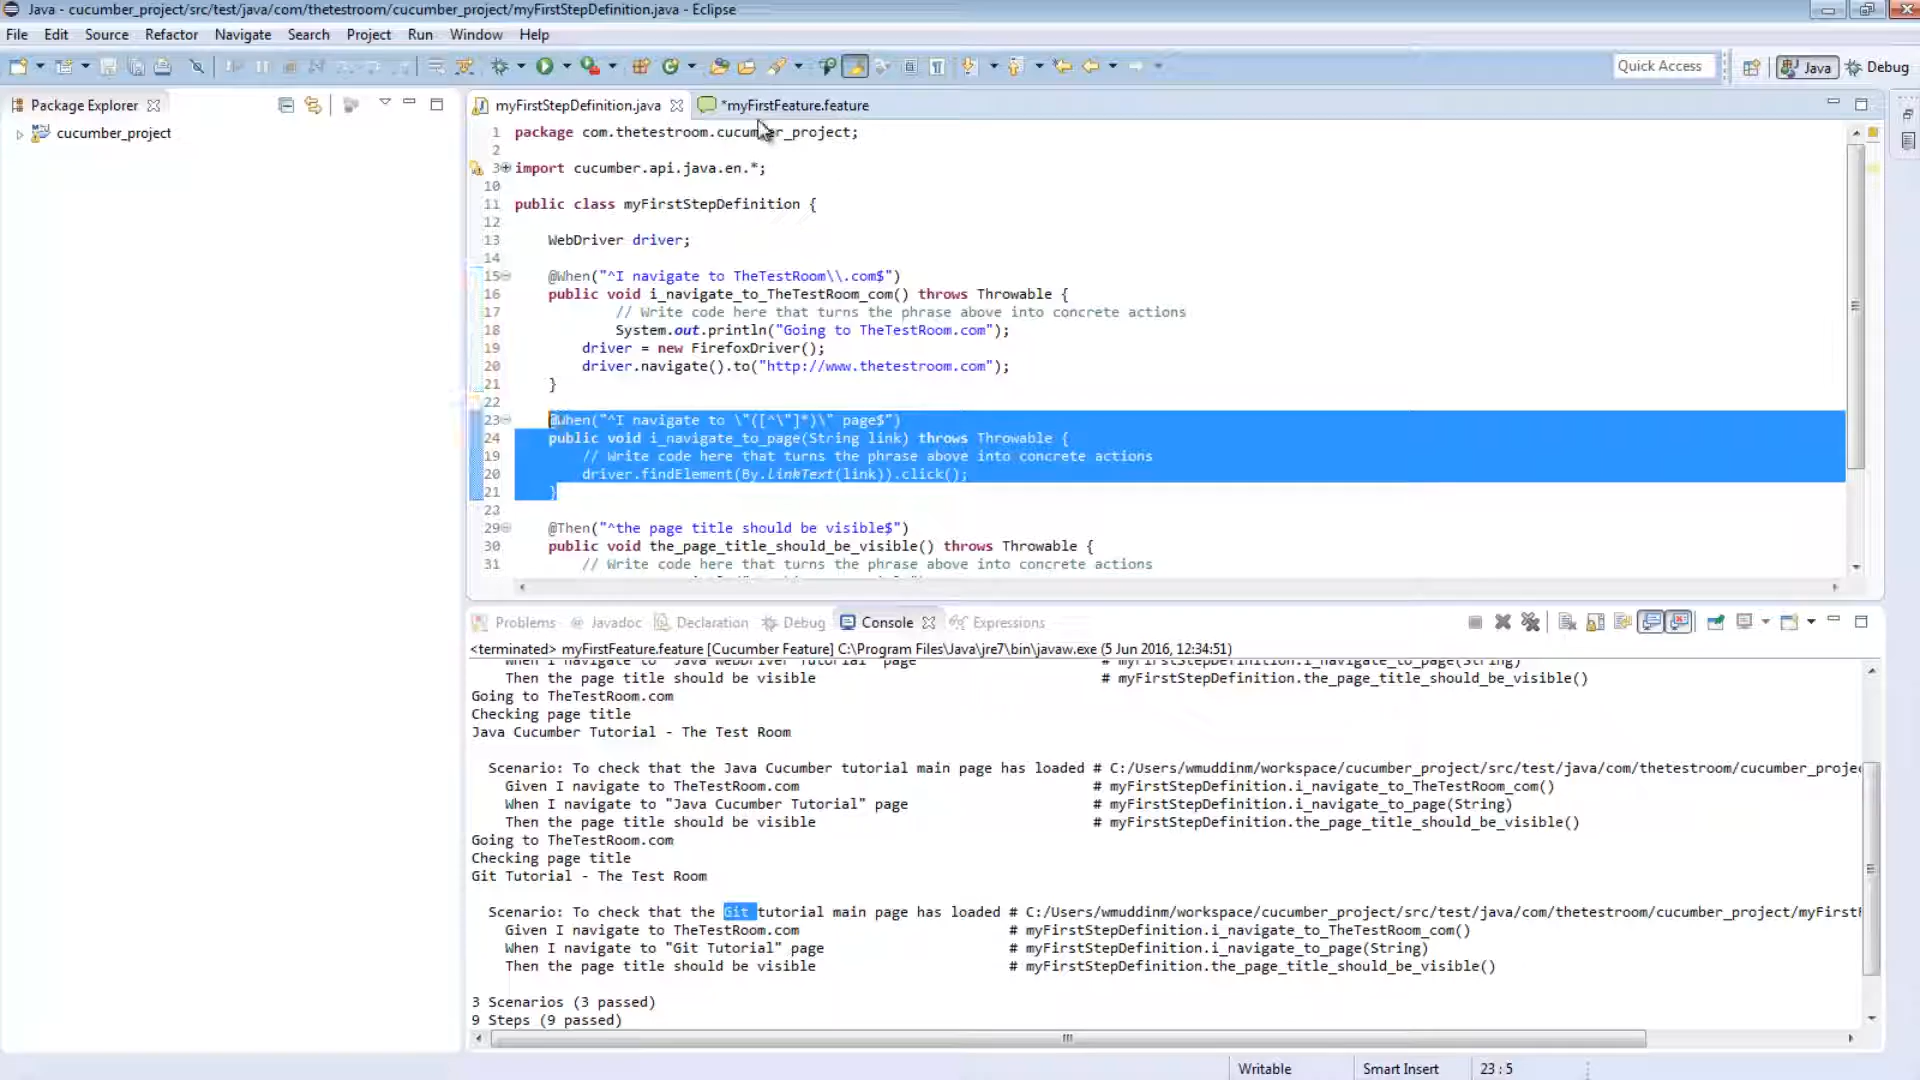 Java - cucumber_project/src/test/java/com/thetestroom/cucumber_project/myFirstStepDefinition.java - Eclipse
File Edit Source Refactor Navigate Search Project Run Window Help
Quick Access Java Debug
Package Explorer
cucumber_project
myFirstStepDefinition.java *myFirstFeature.feature
1 package com.thetestroom.cucumber_project;
2
3 import cucumber.api.java.en.*;
10
11 public class myFirstStepDefinition {
12
13 WebDriver driver;
14
15 @When("^I navigate to TheTestRoom\\.com$")
16 public void i_navigate_to_TheTestRoom_com() throws Throwable {
17 // Write code here that turns the phrase above into concrete actions
18 System.out.println("Going to TheTestRoom.com");
19 driver = new FirefoxDriver();
20 driver.navigate().to("http://www.thetestroom.com");
21 }
22
23 @When("^I navigate to \"([^\"]*)\" page$")
24 public void i_navigate_to_page(String link) throws Throwable {
19 // Write code here that turns the phrase above into concrete actions
20 driver.findElement(By.linkText(link)).click();
21 }
22
29 @Then("^the page title should be visible$")
30 public void the_page_title_should_be_visible() throws Throwable {
31 // Write code here that turns the phrase above into concrete actions
Problems Javadoc Declaration Debug Console Expressions
<terminated> myFirstFeature.feature [Cucumber Feature] C:\Program Files\Java\jre7\bin\javaw.exe (5 Jun 2016, 12:34:51)
When I navigate to "Java Webdriver Tutorial" page # myFirstStepDefinition.i_navigate_to_page(String)
Then the page title should be visible # myFirstStepDefinition.the_page_title_should_be_visible()
Going to TheTestRoom.com
Checking page title
Java Cucumber Tutorial - The Test Room
Scenario: To check that the Java Cucumber tutorial main page has loaded # C:/Users/wmuddinm/workspace/cucumber_project/src/test/java/com/thetestroom/cucumber_projec
Given I navigate to TheTestRoom.com # myFirstStepDefinition.i_navigate_to_TheTestRoom_com()
When I navigate to "Java Cucumber Tutorial" page # myFirstStepDefinition.i_navigate_to_page(String)
Then the page title should be visible # myFirstStepDefinition.the_page_title_should_be_visible()
Going to TheTestRoom.com
Checking page title
Git Tutorial - The Test Room
Scenario: To check that the Git tutorial main page has loaded # C:/Users/wmuddinm/workspace/cucumber_project/src/test/java/com/thetestroom/cucumber_project/myFirstF
Given I navigate to TheTestRoom.com # myFirstStepDefinition.i_navigate_to_TheTestRoom_com()
When I navigate to "Git Tutorial" page # myFirstStepDefinition.i_navigate_to_page(String)
Then the page title should be visible # myFirstStepDefinition.the_page_title_should_be_visible()
3 Scenarios (3 passed)
9 Steps (9 passed)
Writable Smart Insert 23 : 5